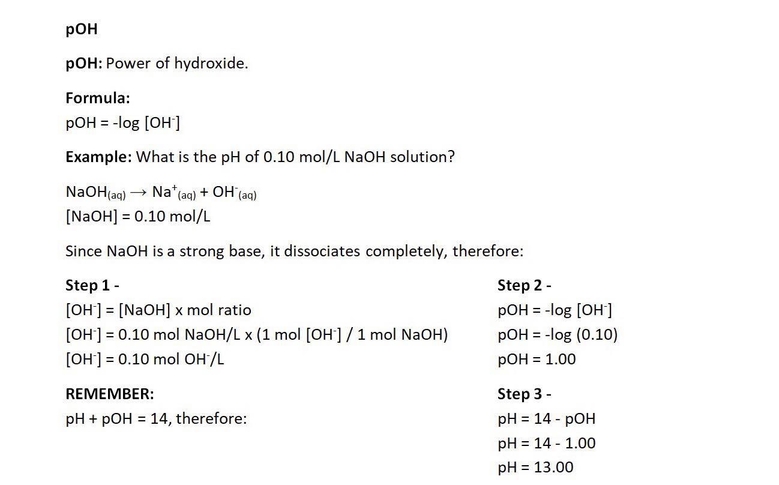 pOH
pOH: Power of hydroxide.
Formula:
pOH = -log [OH⁻]
Example: What is the pH of 0.10 mol/L NaOH solution?
NaOH(aq) → Na⁺(aq) + OH⁻(aq)
[NaOH] = 0.10 mol/L
Since NaOH is a strong base, it dissociates completely, therefore:
Step 1 -
[OH⁻] = [NaOH] x mol ratio
[OH⁻] = 0.10 mol NaOH/L x (1 mol [OH⁻] / 1 mol NaOH)
[OH⁻] = 0.10 mol OH⁻/L
Step 2 -
pOH = -log [OH⁻]
pOH = -log (0.10)
pOH = 1.00
REMEMBER:
pH + pOH = 14, therefore:
Step 3 -
pH = 14 - pOH
pH = 14 - 1.00
pH = 13.00